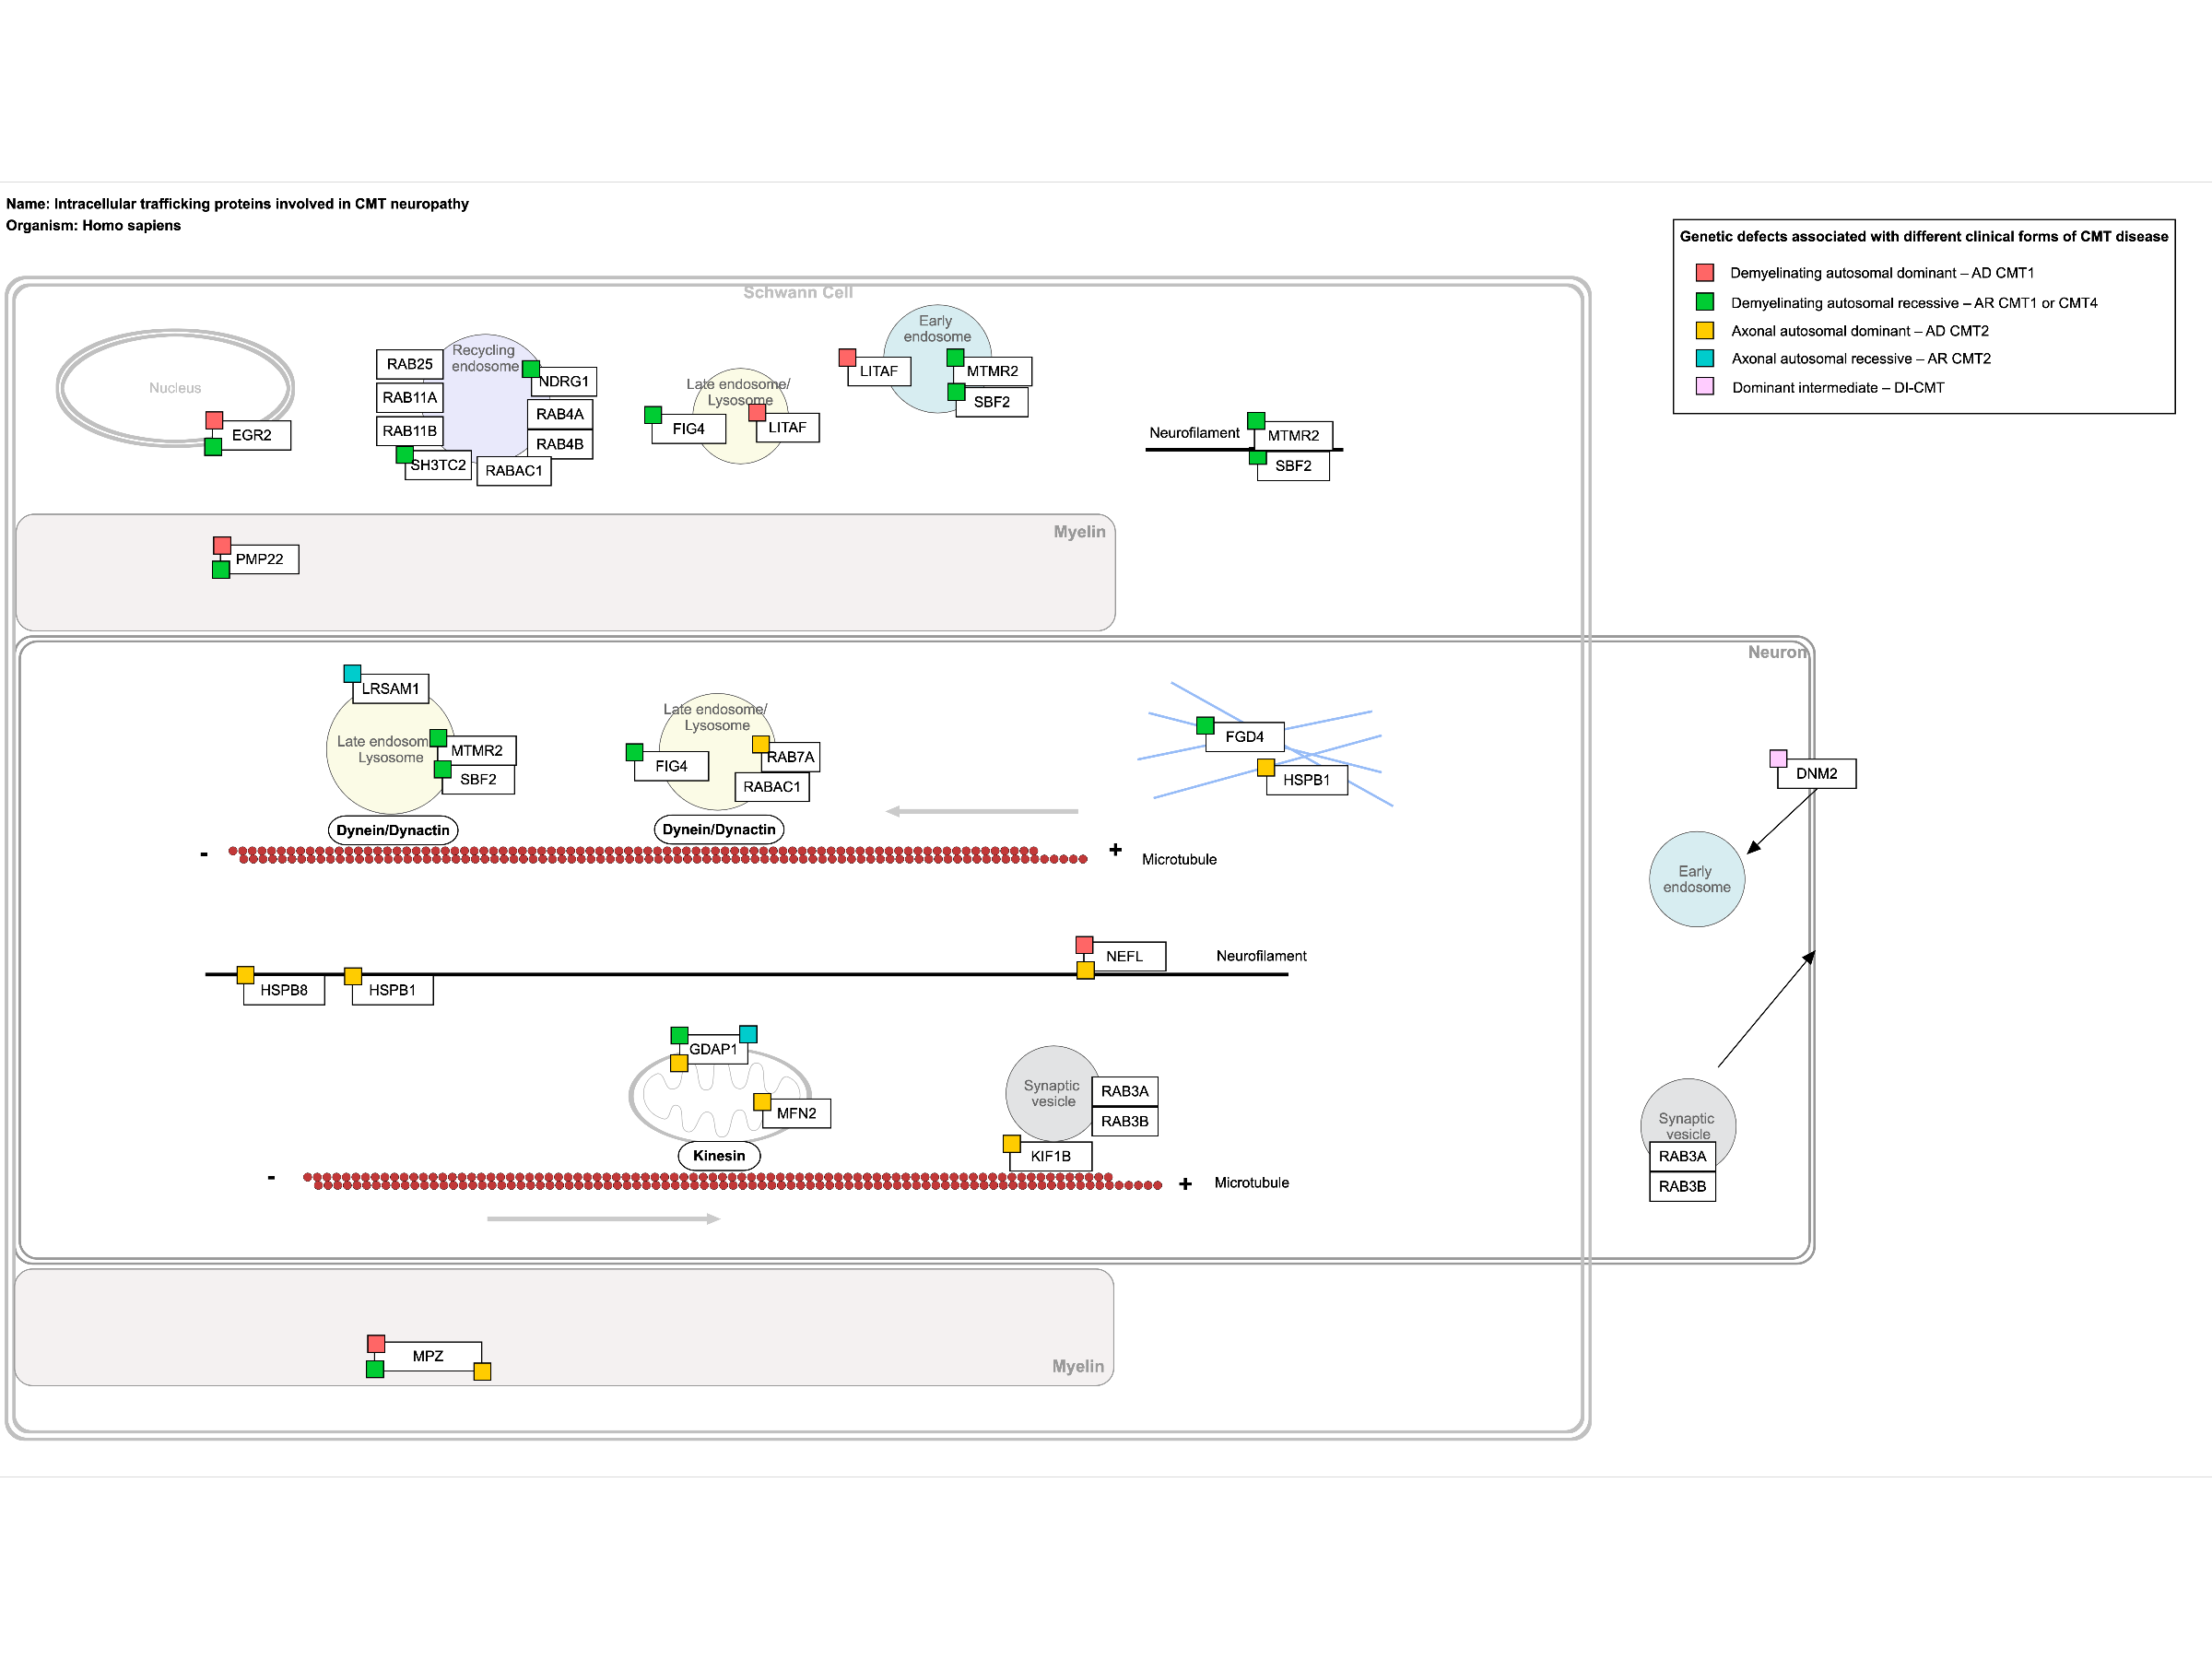 Name: Intracellular trafficking proteins involved in CMT neuropathy
Organism: Homo sapiens
Genetic defects associated with different clinical forms of CMT disease
Demyelinating autosomal dominant – AD CMT1
Demyelinating autosomal recessive – AR CMT1 or CMT4
Axonal autosomal dominant – AD CMT2
Axonal autosomal recessive – AR CMT2
Dominant intermediate – DI-CMT
Schwann Cell
Nucleus
EGR2
Recycling
endosome
RAB25
RAB11A
RAB11B
SH3TC2
RABAC1
NDRG1
RAB4A
RAB4B
Late endosome/
Lysosome
FIG4
LITAF
Early
endosome
LITAF
MTMR2
SBF2
Neurofilament
MTMR2
SBF2
Myelin
PMP22
Neuron
LRSAM1
Late endosom
Lysosome
MTMR2
SBF2
Dynein/Dynactin
Late endosome/
Lysosome
FIG4
RAB7A
RABAC1
Dynein/Dynactin
FGD4
HSPB1
-
+
Microtubule
DNM2
Early
endosome
NEFL
Neurofilament
HSPB8
HSPB1
GDAP1
MFN2
Kinesin
Synaptic
vesicle
RAB3A
RAB3B
KIF1B
-
+
Microtubule
Synaptic
vesicle
RAB3A
RAB3B
MPZ
Myelin